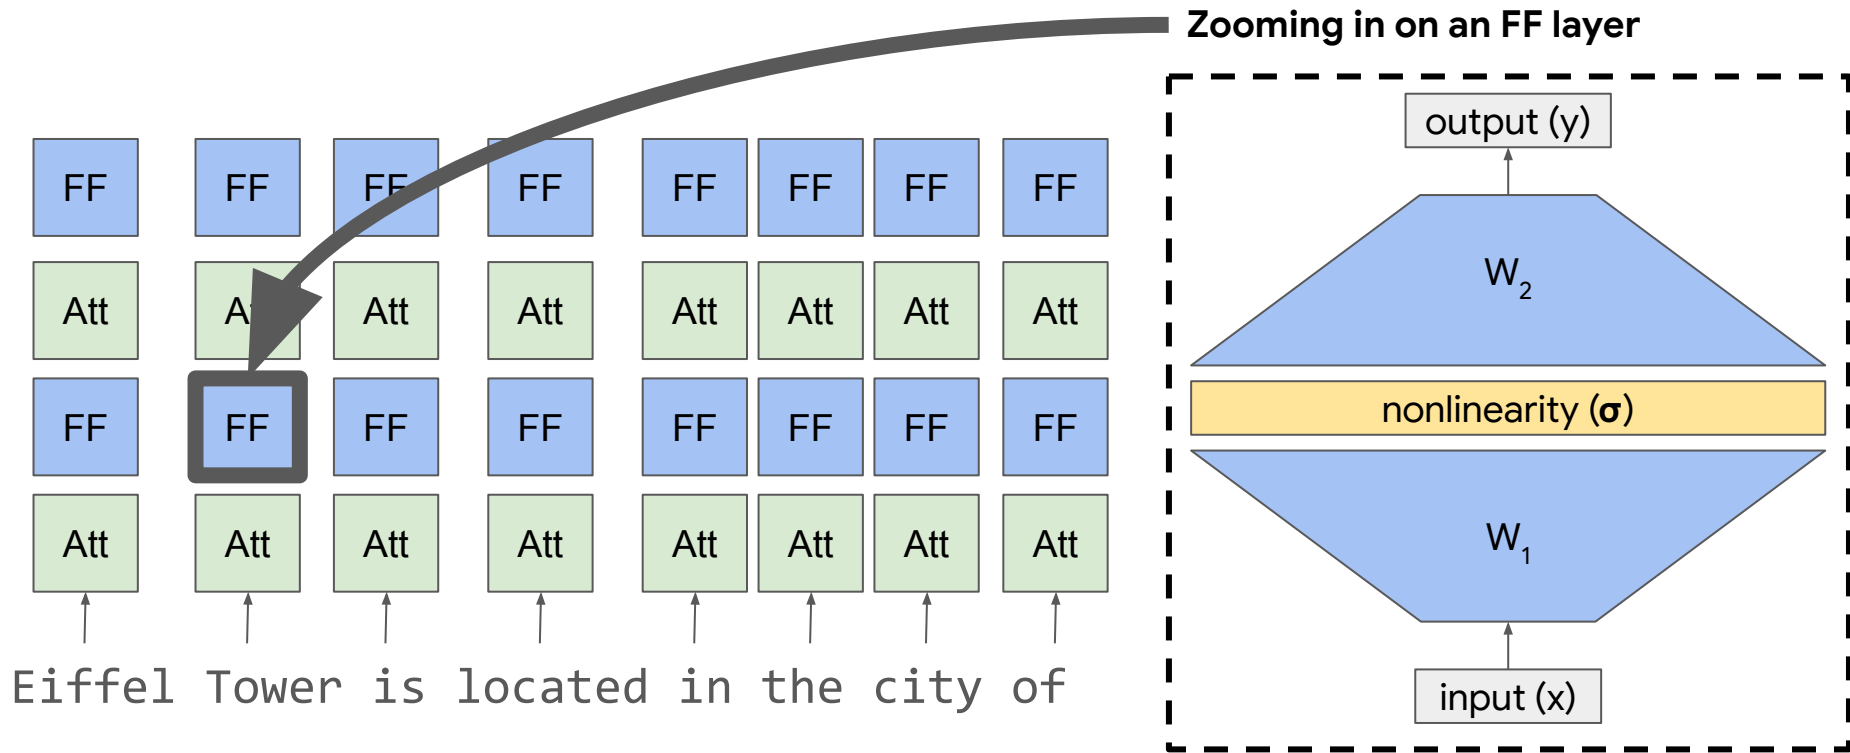 Zooming in on an FF layer
FF FF FF FF FF FF FF FF
Att Att Att Att Att Att Att Att
FF FF FF FF FF FF FF FF
Att Att Att Att Att Att Att Att
Eiffel Tower is located in the city of
output (y)
W₂
nonlinearity (σ)
W₁
input (x)